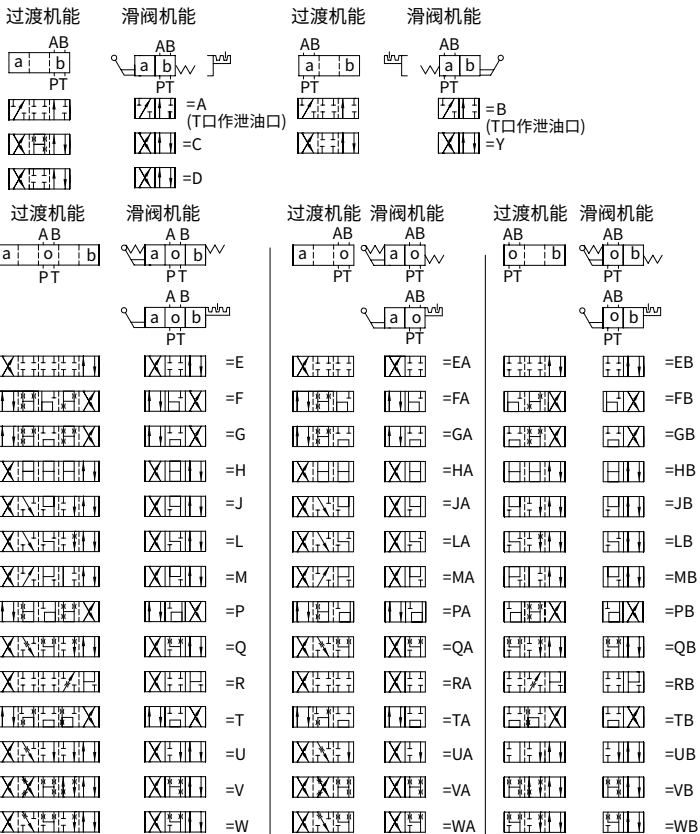 过渡机能 滑阀机能 过渡机能 滑阀机能
AB AB AB AB
a b a b a b a b
PT PT PT PT
=A =B
(T口作泄油口) (T口作泄油口)
=C =Y
=D
过渡机能 滑阀机能 过渡机能 滑阀机能 过渡机能 滑阀机能
A B A B AB AB AB AB
a o b a o b a o a o o b o b
P T P T PT PT PT PT
A B AB AB
a o b a o o b
PT PT PT
=E =EA =EB
=F =FA =FB
=G =GA =GB
=H =HA =HB
=J =JA =JB
=L =LA =LB
=M =MA =MB
=P =PA =PB
=Q =QA =QB
=R =RA =RB
=T =TA =TB
=U =UA =UB
=V =VA =VB
=W =WA =WB